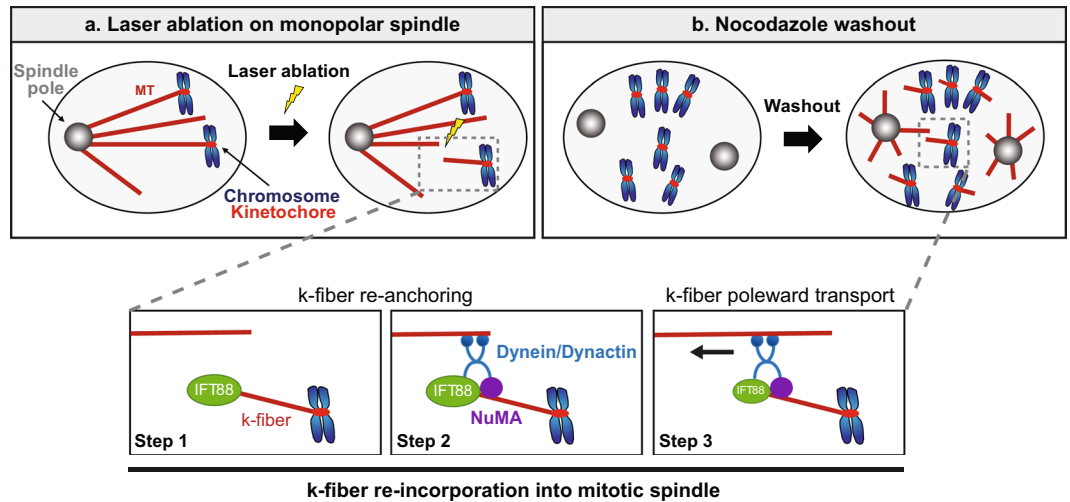 a. Laser ablation on monopolar spindle
b. Nocodazole washout
Spindle
pole
MT
Laser ablation
Chromosome
Kinetochore
Washout
k-fiber re-anchoring
k-fiber poleward transport
IFT88
k-fiber
Step 1
Dynein/Dynactin
IFT88
NuMA
Step 2
IFT88
Step 3
k-fiber re-incorporation into mitotic spindle